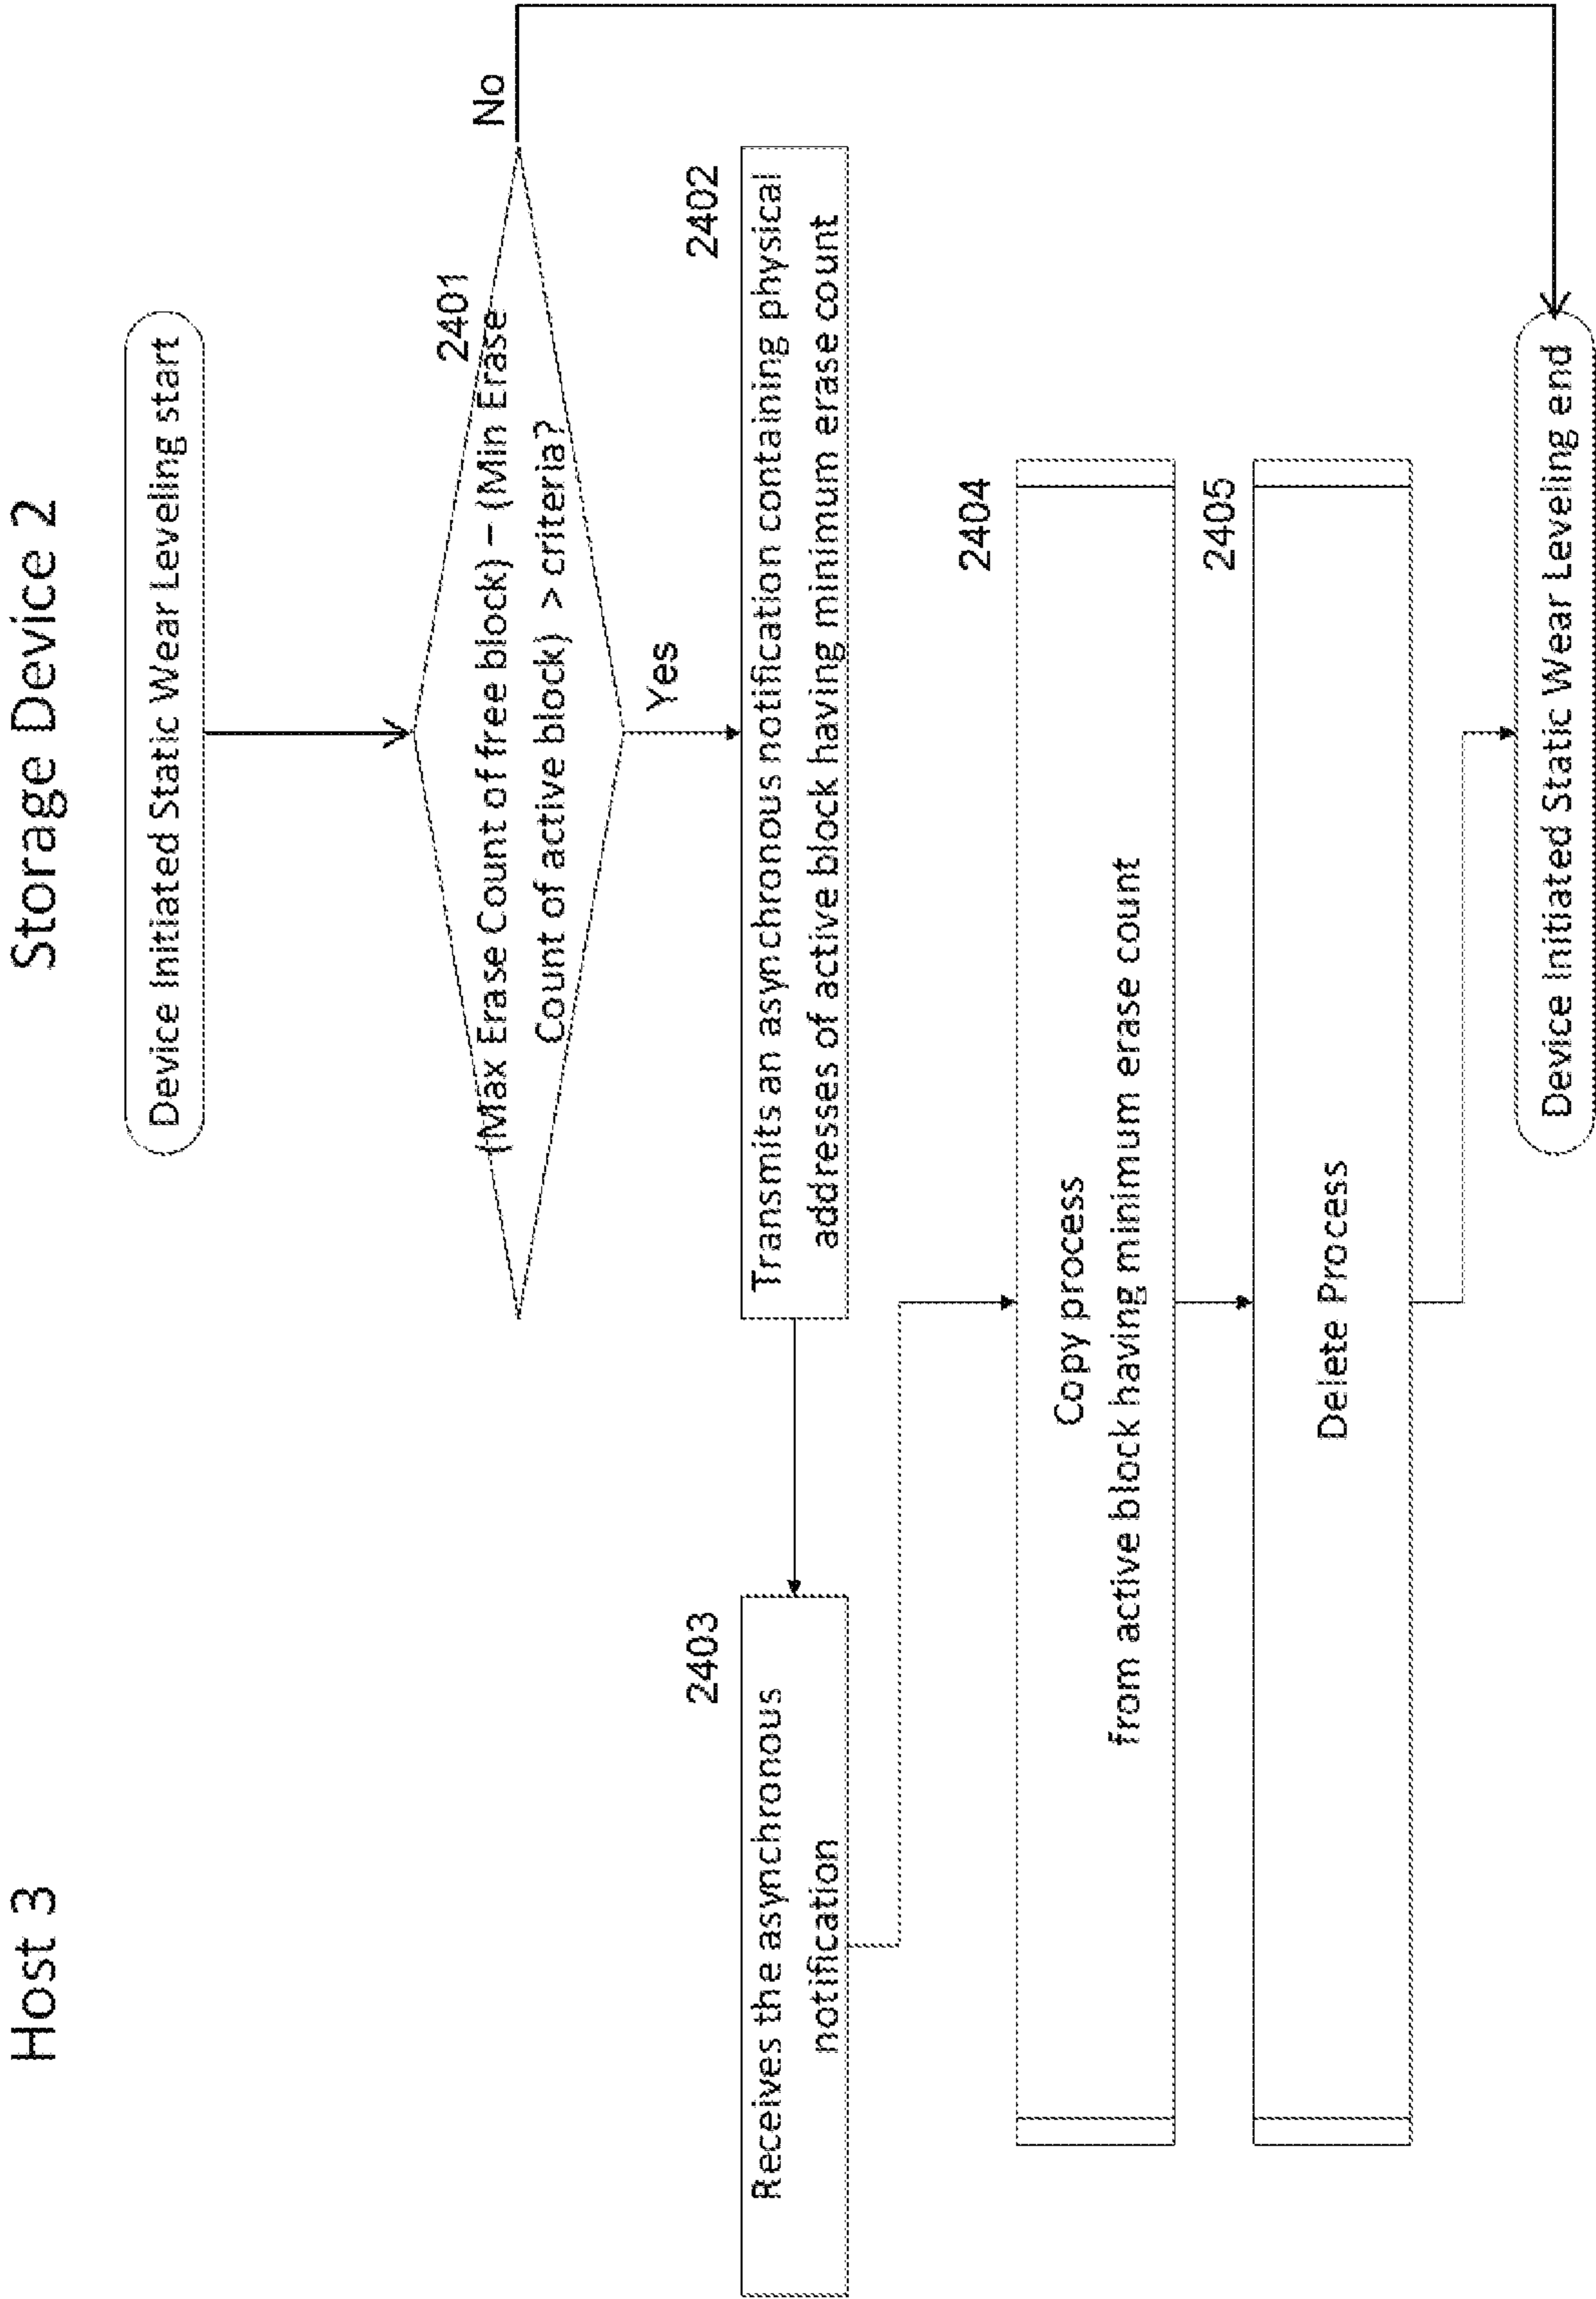 Host 3
Storage Device 2
Device Initiated Static Wear Leveling start
2401
(Max Erase Count of free block) – (Min Erase
Count of active block) > criteria?
No
Yes
2402
Transmits an asynchronous notification containing physical
addresses of active block having minimum erase count
2403
Receives the asynchronous
notification
2404
Copy process
from active block having minimum erase count
2405
Delete Process
Device Initiated Static Wear Leveling end